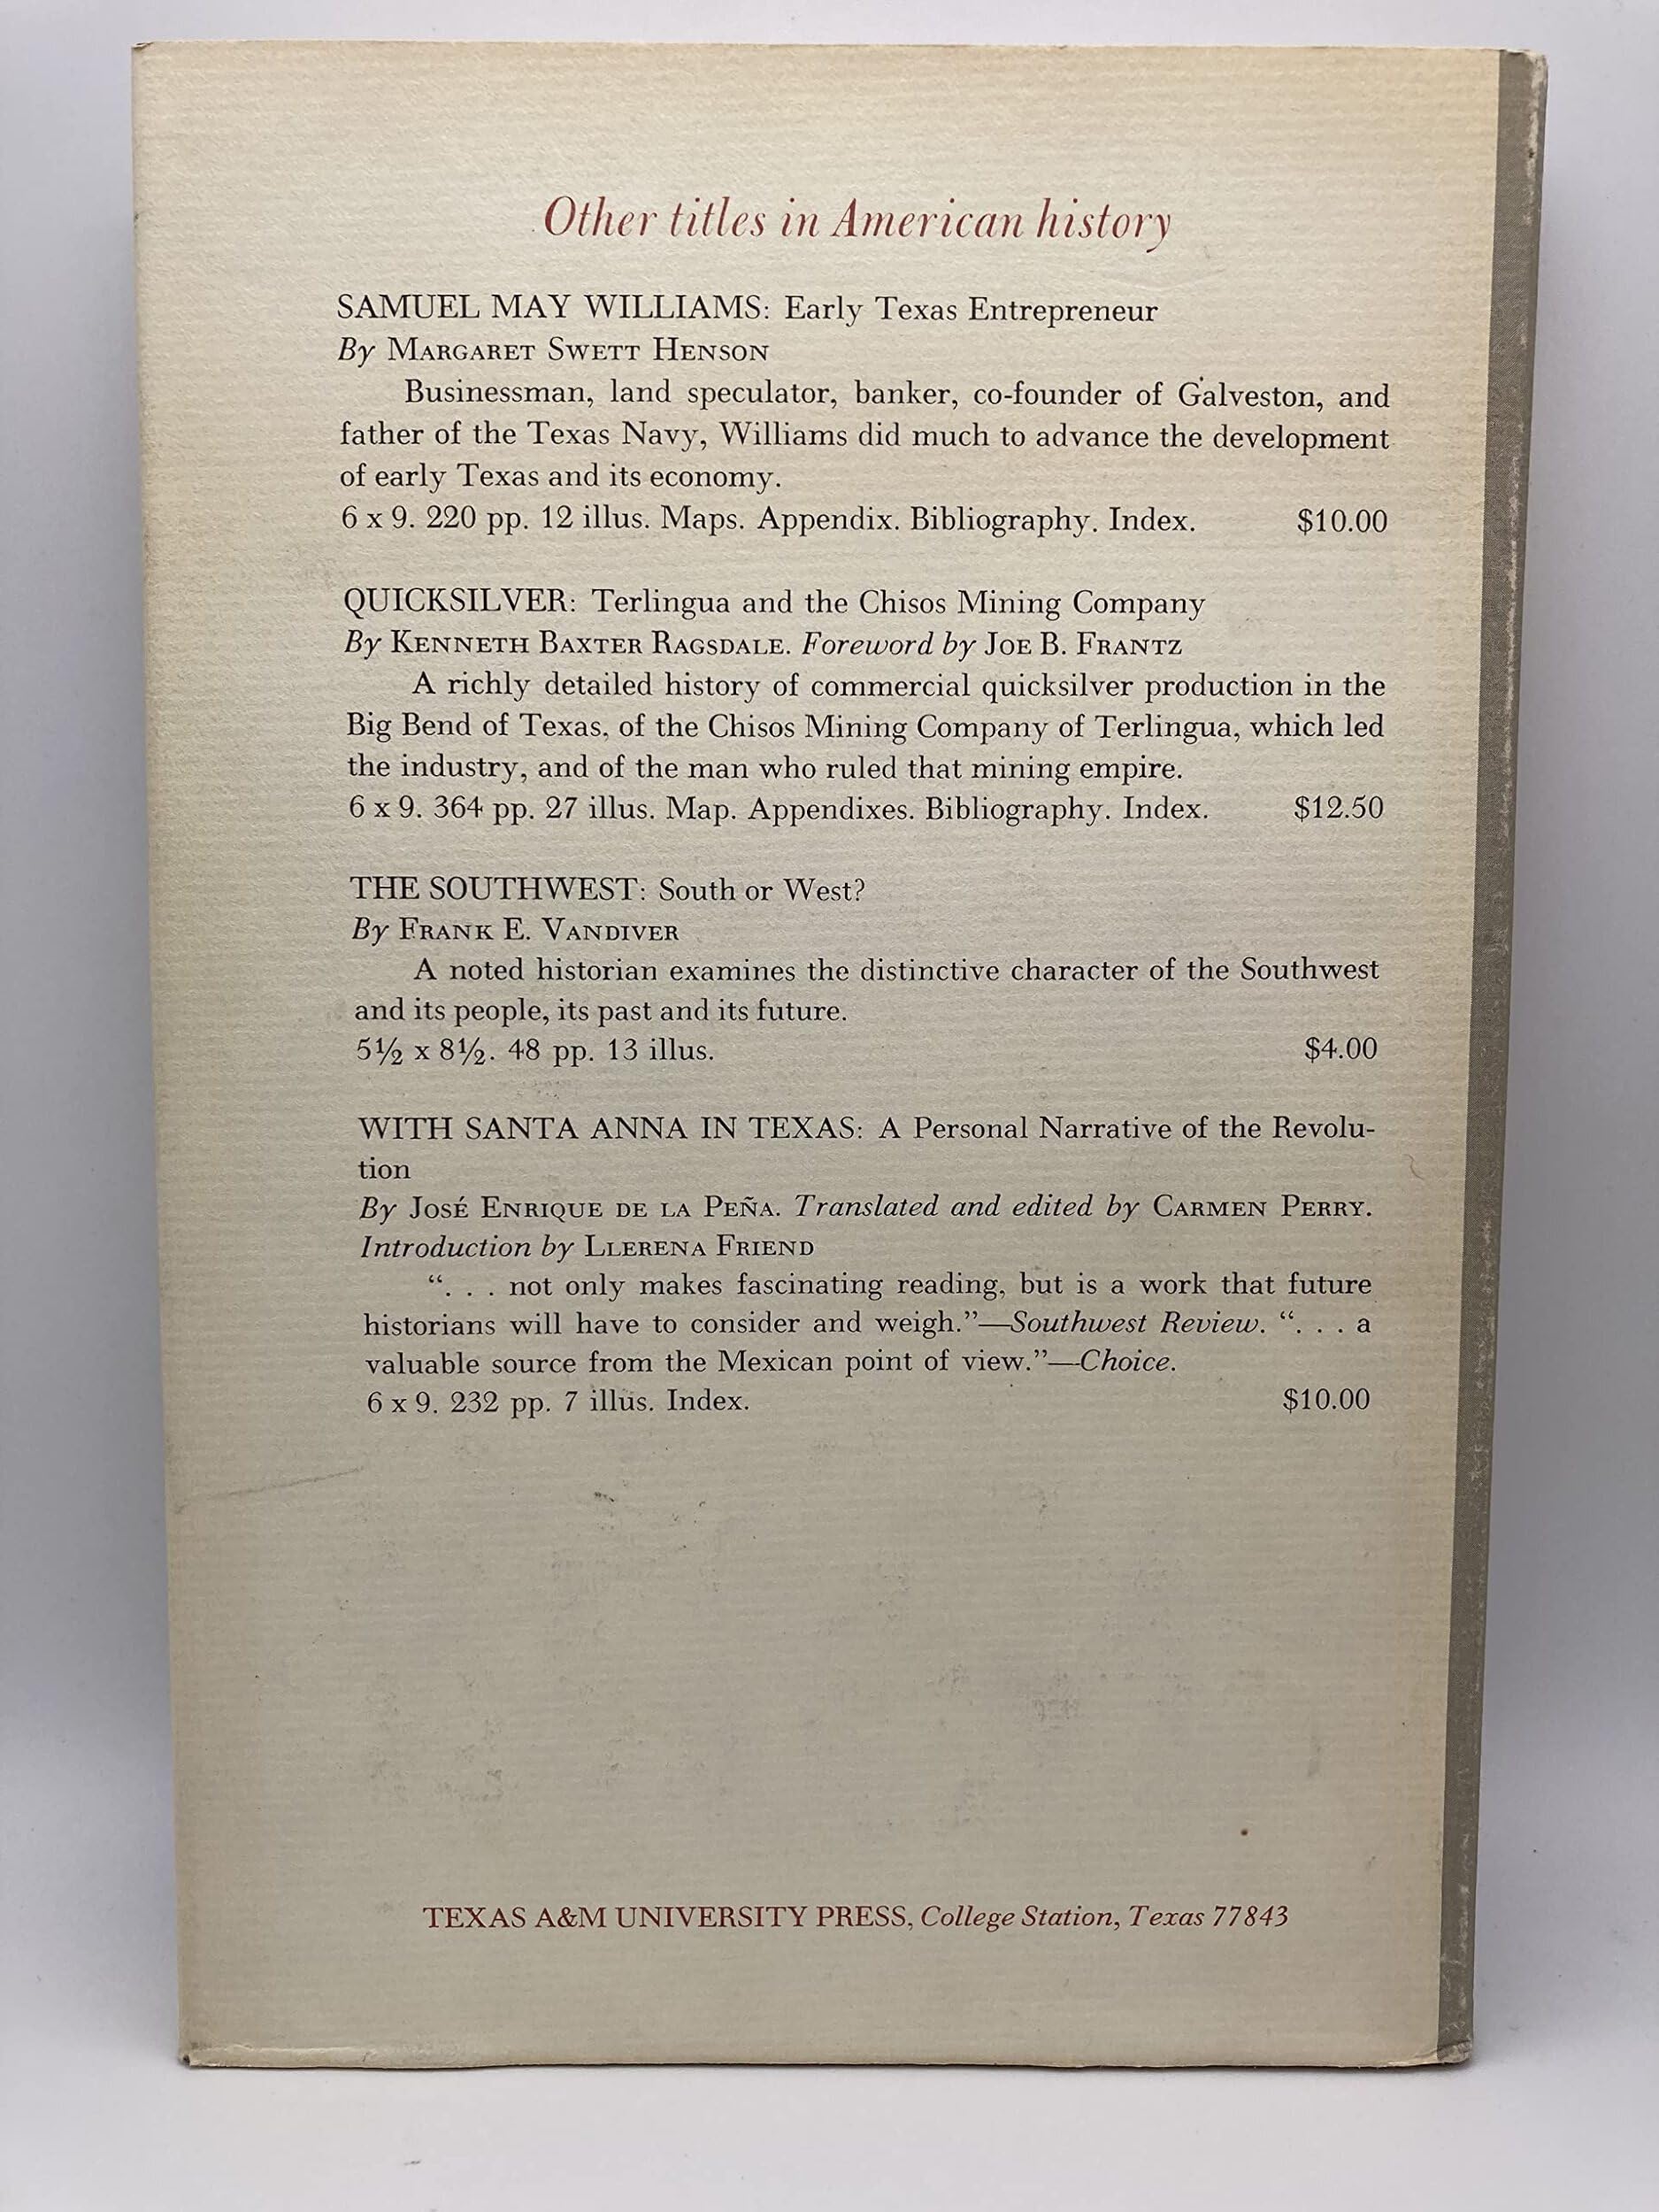 Other titles in American history
SAMUEL MAY WILLIAMS: Early Texas Entrepreneur
By MARGARET SWETT HENSON
Businessman, land speculator, banker, co-founder of Galveston, and
father of the Texas Navy, Williams did much to advance the development
of early Texas and its economy.
6 x 9. 220 pp. 12 illus. Maps. Appendix. Bibliography. Index. $10.00
QUICKSILVER: Terlingua and the Chisos Mining Company
By KENNETH BAXTER RAGSDALE. Foreword by JOE B. FRANTZ
A richly detailed history of commercial quicksilver production in the
Big Bend of Texas, of the Chisos Mining Company of Terlingua, which led
the industry, and of the man who ruled that mining empire.
6 x 9. 364 pp. 27 illus. Map. Appendixes. Bibliography. Index. $12.50
THE SOUTHWEST: South or West?
By FRANK E. VANDIVER
A noted historian examines the distinctive character of the Southwest
and its people, its past and its future.
5½ x 8½. 48 pp. 13 illus. $4.00
WITH SANTA ANNA IN TEXAS: A Personal Narrative of the Revolu-
tion
By JOSÉ ENRIQUE DE LA PEÑA. Translated and edited by CARMEN PERRY.
Introduction by LLERENA FRIEND
“. . . not only makes fascinating reading, but is a work that future
historians will have to consider and weigh.”—Southwest Review. “. . . a
valuable source from the Mexican point of view.”—Choice.
6 x 9. 232 pp. 7 illus. Index. $10.00
TEXAS A&M UNIVERSITY PRESS, College Station, Texas 77843